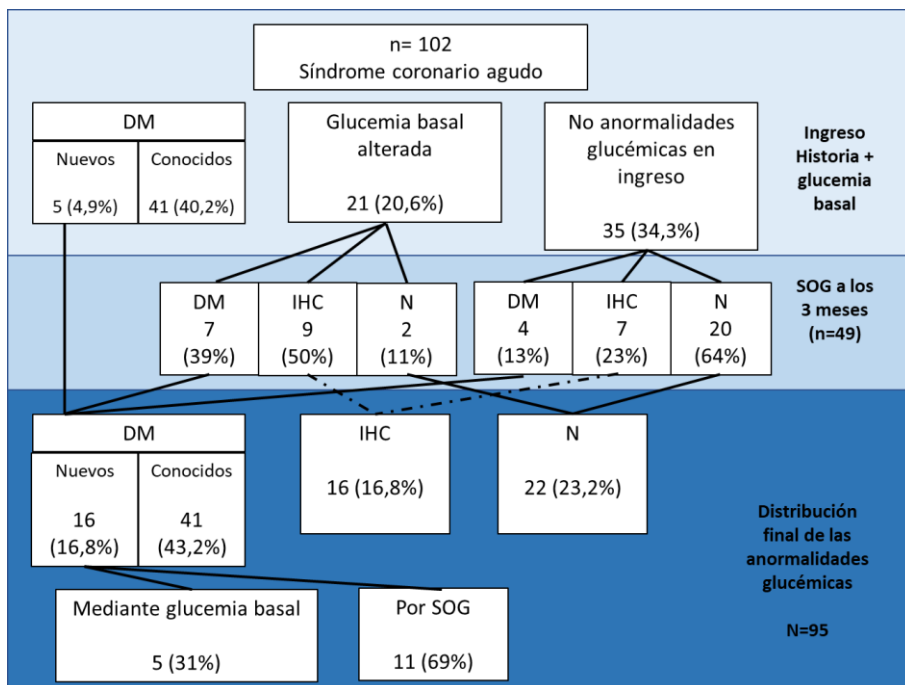 n= 102
Síndrome coronario agudo
DM
Nuevos
5 (4,9%)
Conocidos
41 (40,2%)
Glucemia basal
alterada
21 (20,6%)
No anormalidades
glucémicas en
ingreso
35 (34,3%)
Ingreso
Historia +
glucemia
basal
DM
7
(39%)
IHC
9
(50%)
N
2
(11%)
DM
4
(13%)
IHC
7
(23%)
N
20
(64%)
SOG a los
3 meses
(n=49)
DM
Nuevos
16
(16,8%)
Conocidos
41
(43,2%)
IHC
16 (16,8%)
N
22 (23,2%)
Mediante glucemia basal
5 (31%)
Por SOG
11 (69%)
Distribución
final de las
anormalidades
glucémicas
N=95